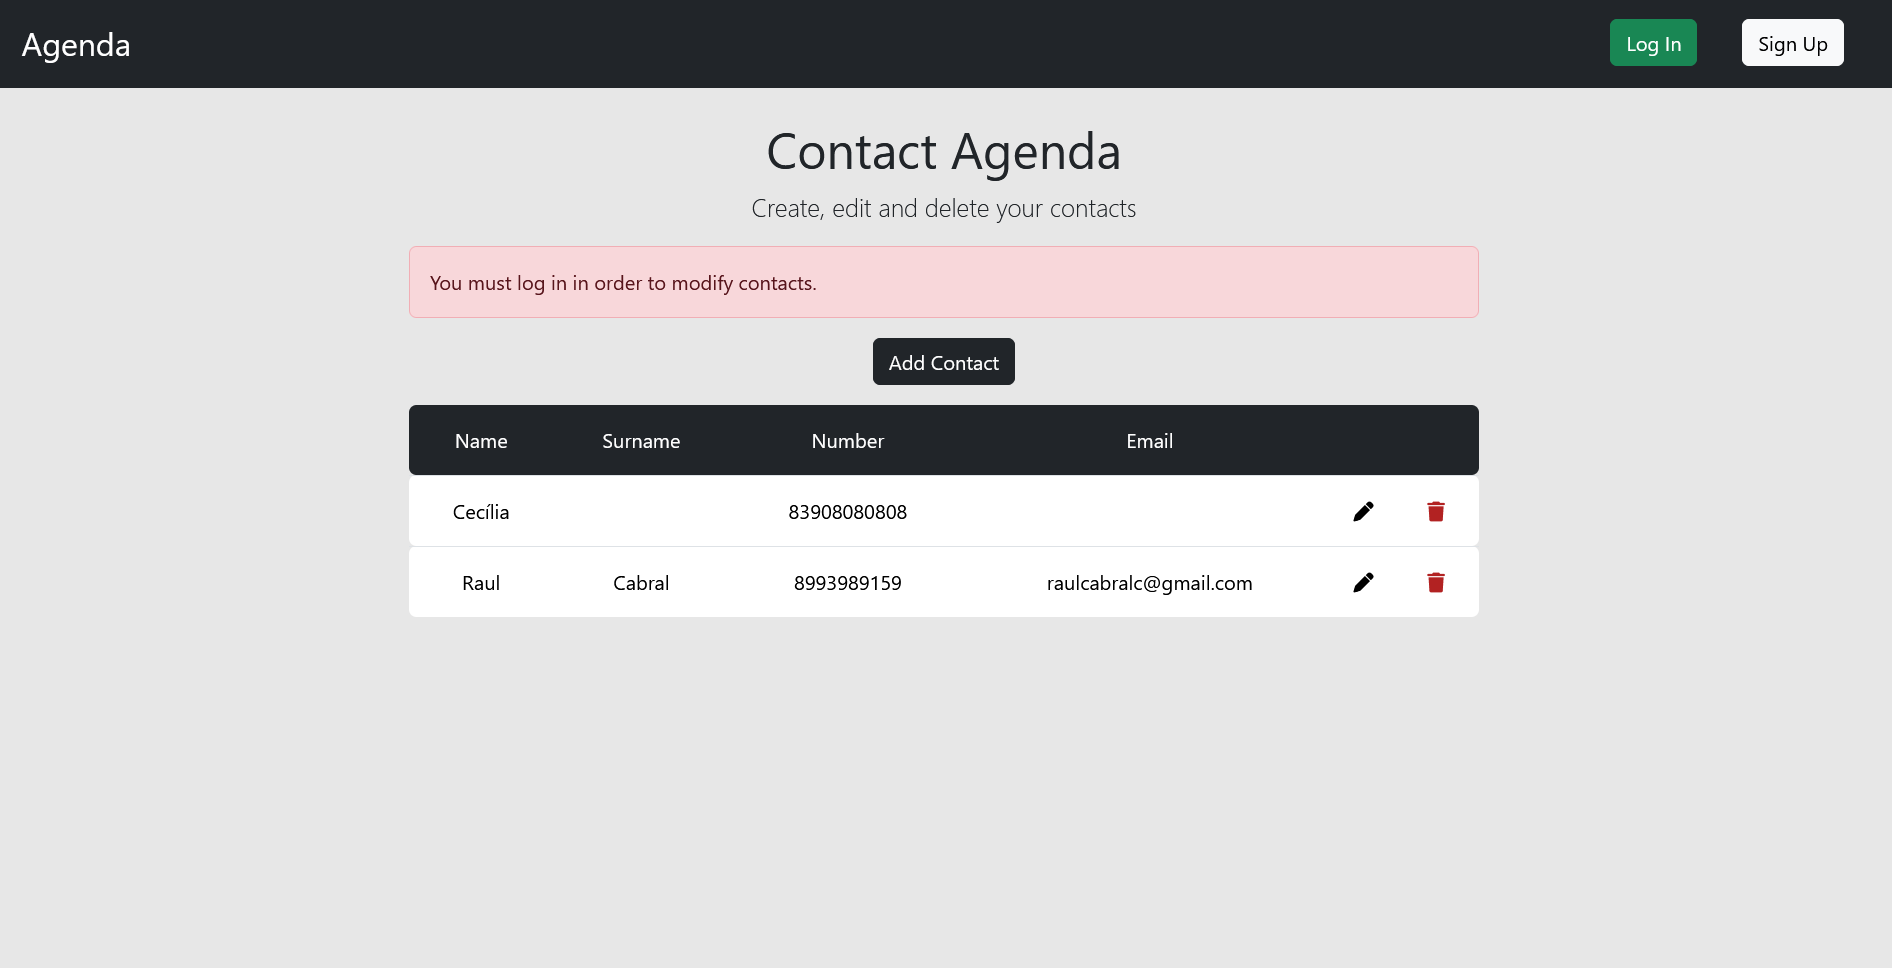 Agenda Log In Sign Up
Contact Agenda
Create, edit and delete your contacts
You must log in in order to modify contacts.
Add Contact
Name Surname Number Email
Cecília 83908080808
Raul Cabral 8993989159 raulcabralc@gmail.com